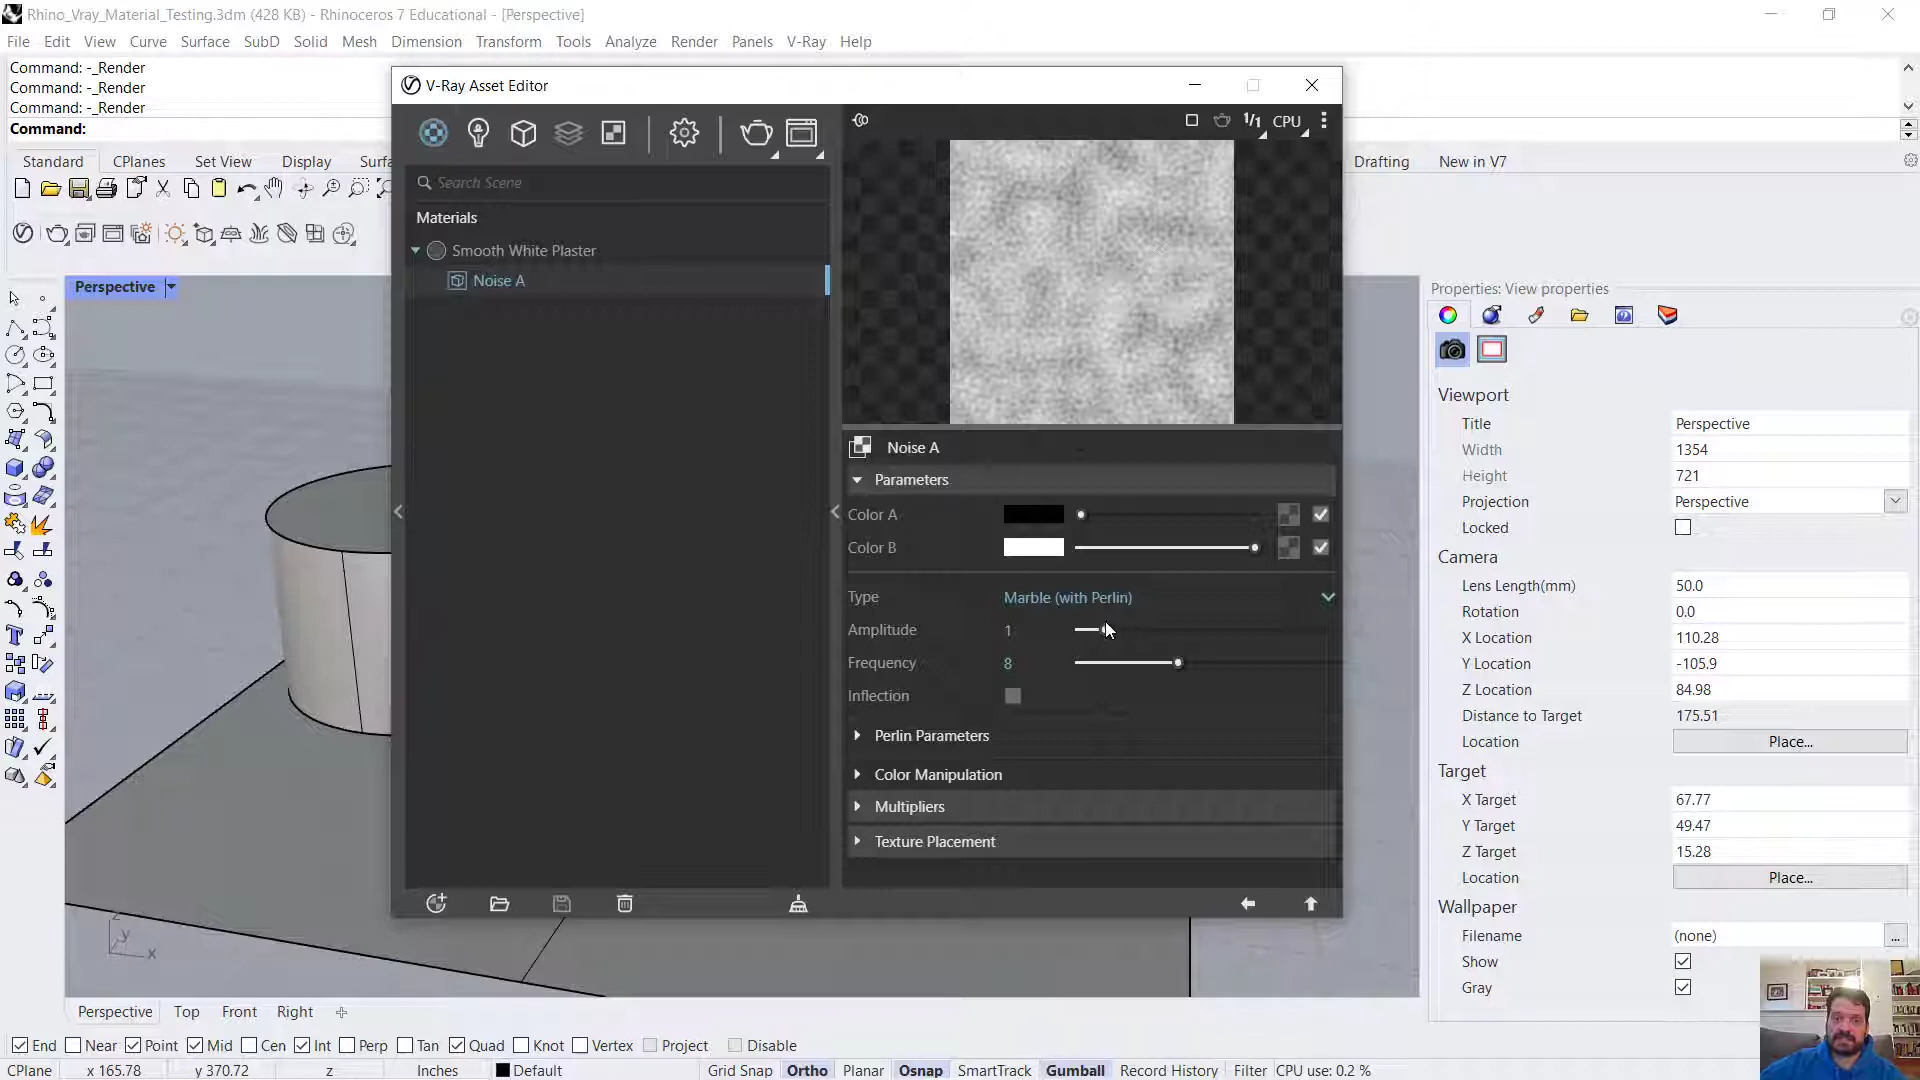 Rhino_Vray_Material_Testing.3dm (428 KB) - Rhinoceros 7 Educational - [Perspective]
File Edit View Curve Surface SubD Solid Mesh Dimension Transform Tools Analyze Render Panels V-Ray Help
Command: -_Render
Command: -_Render
Command: -_Render
Command:
Standard CPlanes Set View Display Surfa Drafting New in V7
V-Ray Asset Editor
1/1 CPU
Search Scene
Materials
Smooth White Plaster
Noise A
Noise A
Parameters
Color A
Color B
Type Marble (with Perlin)
Amplitude 1
Frequency 8
Inflection
Perlin Parameters
Color Manipulation
Multipliers
Texture Placement
Perspective
z
y
x
Properties: View properties
Viewport
Title Perspective
Width 1354
Height 721
Projection Perspective
Locked
Camera
Lens Length(mm) 50.0
Rotation 0.0
X Location 110.28
Y Location -105.9
Z Location 84.98
Distance to Target 175.51
Location Place...
Target
X Target 67.77
Y Target 49.47
Z Target 15.28
Location Place...
Wallpaper
Filename (none) ...
Show
Gray
Perspective Top Front Right
End Near Point Mid Cen Int Perp Tan Quad Knot Vertex Project Disable
CPlane x 165.78 y 370.72 z Inches Default Grid Snap Ortho Planar Osnap SmartTrack Gumball Record History Filter CPU use: 0.2 %